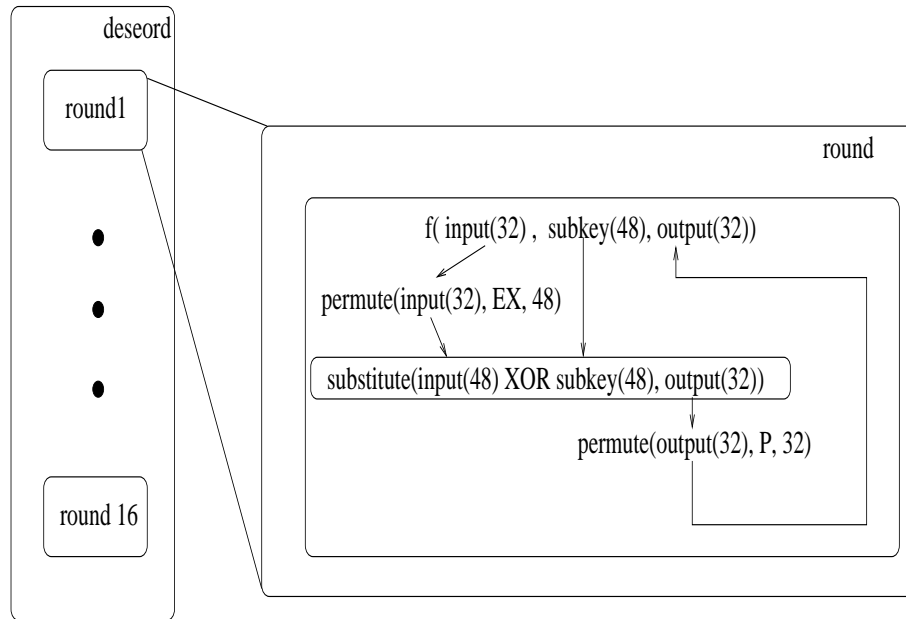 deseord
round1
round 16
round
f( input(32) , subkey(48), output(32))
permute(input(32), EX, 48)
substitute(input(48) XOR subkey(48), output(32))
permute(output(32), P, 32)